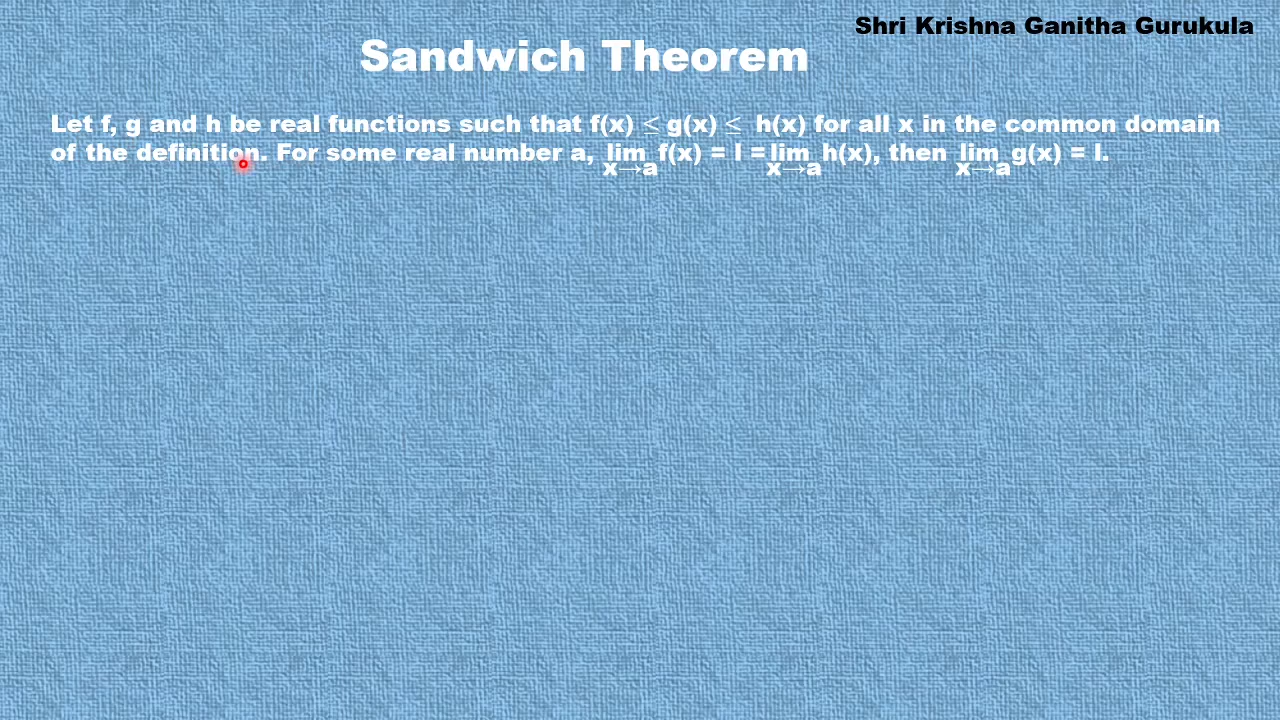 Shri Krishna Ganitha Gurukula
Sandwich Theorem
Let f, g and h be real functions such that f(x) ≤ g(x) ≤ h(x) for all x in the common domain
of the definition. For some real number a, lim f(x) = l = lim h(x), then lim g(x) = l.
x→a x→a x→a